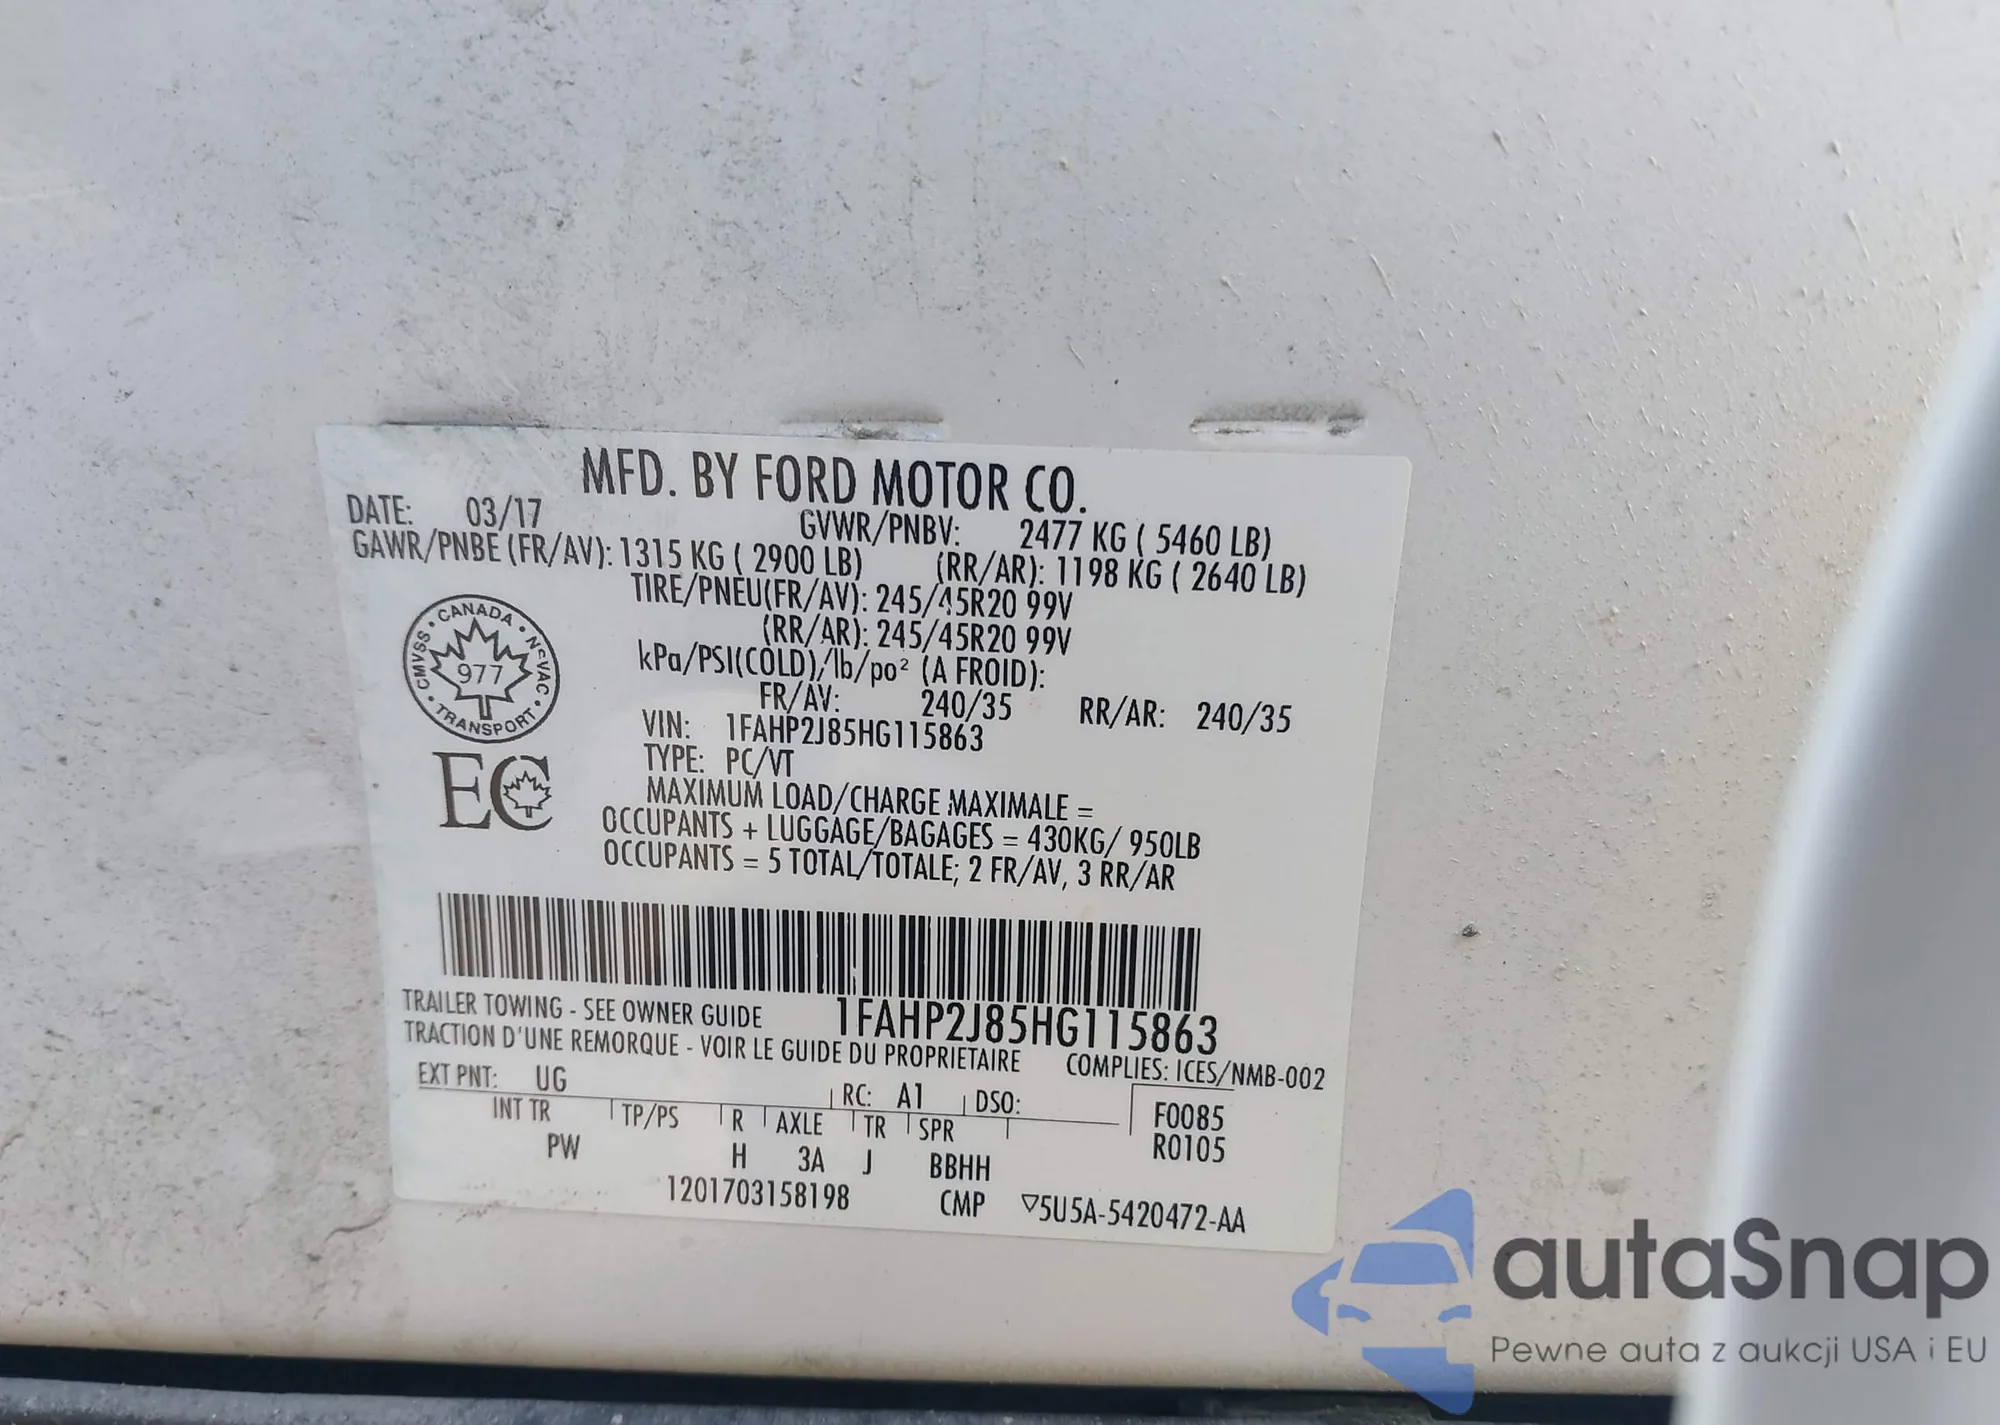 MFD. BY FORD MOTOR CO.
DATE: 03/17 GVWR/PNBV: 2477 KG ( 5460 LB)
GAWR/PNBE (FR/AV): 1315 KG ( 2900 LB) (RR/AR): 1198 KG ( 2640 LB)
TIRE/PNEU(FR/AV): 245/45R20 99V
(RR/AR): 245/45R20 99V
kPa/PSI(COLD)/lb/po² (A FROID):
FR/AV: 240/35 RR/AR: 240/35
VIN: 1FAHP2J85HG115863
TYPE: PC/VT
MAXIMUM LOAD/CHARGE MAXIMALE =
OCCUPANTS + LUGGAGE/BAGAGES = 430KG/ 950LB
OCCUPANTS = 5 TOTAL/TOTALE; 2 FR/AV, 3 RR/AR
CANADA • NSVAC • TRANSPORT • CMVSS •
977
EC
TRAILER TOWING - SEE OWNER GUIDE 1FAHP2J85HG115863
TRACTION D'UNE REMORQUE - VOIR LE GUIDE DU PROPRIETAIRE COMPLIES: ICES/NMB-002
EXT PNT: UG RC: A1 DSO:
INT TR TP/PS R AXLE TR SPR F0085
PW H 3A J BBHH R0105
1201703158198 CMP ▽5U5A-5420472-AA
autaSnap
Pewne auta z aukcji USA i EU